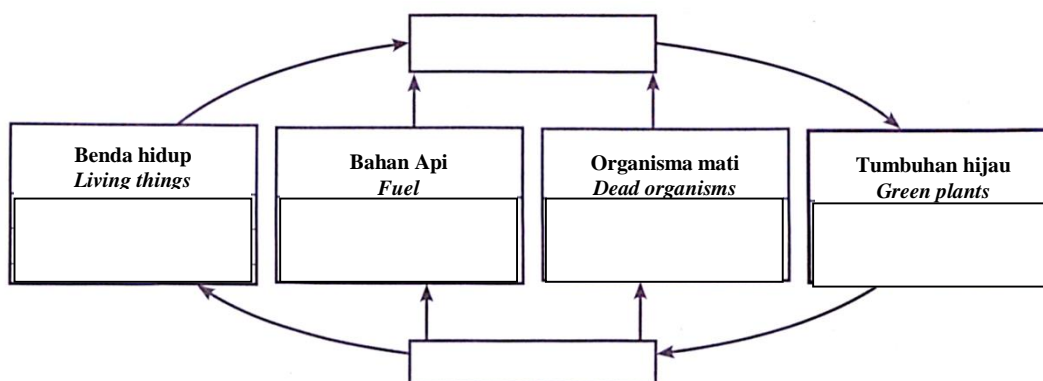 Benda hidup
Living things
Bahan Api
Fuel
Organisma mati
Dead organisms
Tumbuhan hijau
Green plants